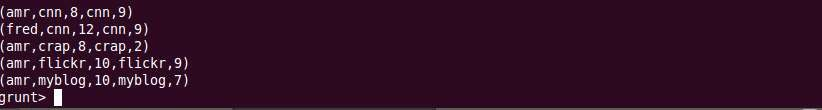 (amr,cnn,8,cnn,9)
(fred,cnn,12,cnn,9)
(amr,crap,8,crap,2)
(amr,flickr,10,flickr,9)
(amr,myblog,10,myblog,7)
grunt>